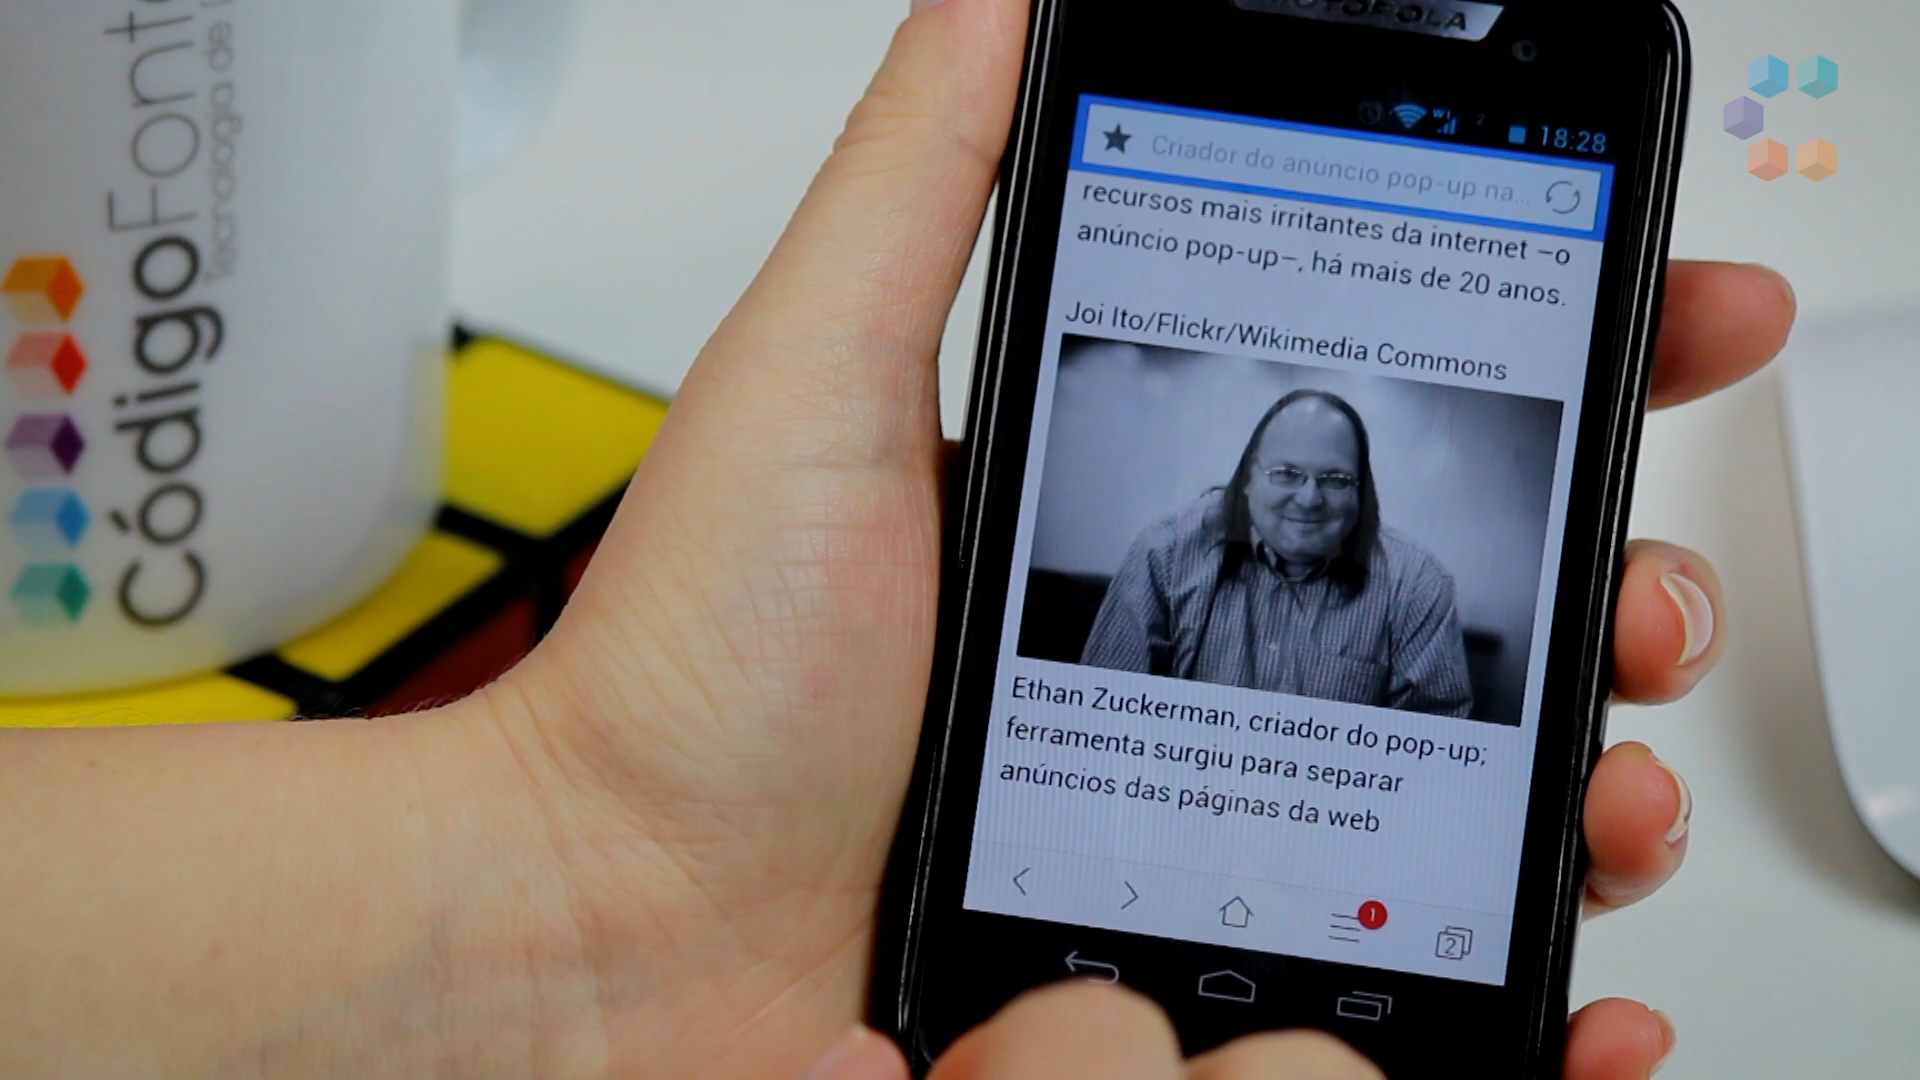 CódigoFonte
Tecnologia de
MOTOROLA
18:28
Criador do anúncio pop-up na...
recursos mais irritantes da internet –o
anúncio pop-up–, há mais de 20 anos.
Joi Ito/Flickr/Wikimedia Commons
Ethan Zuckerman, criador do pop-up;
ferramenta surgiu para separar
anúncios das páginas da web
1
2